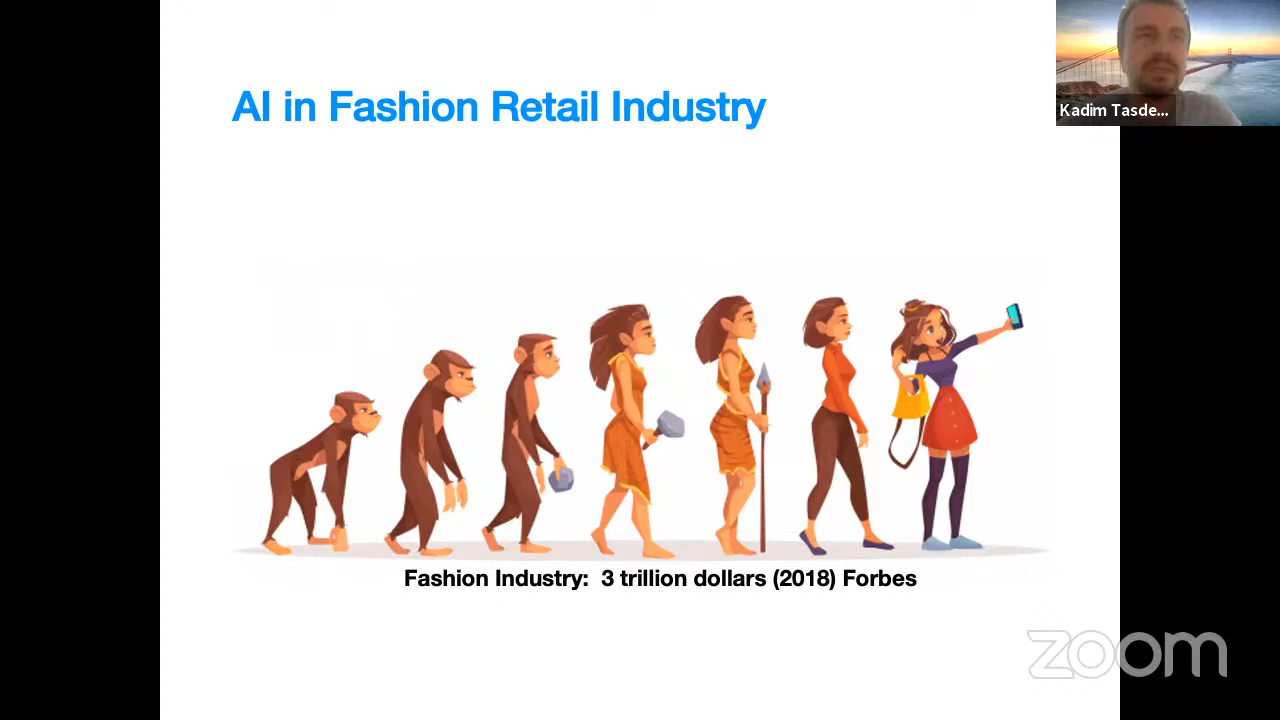 AI in Fashion Retail Industry
Kadim Tasde...
Fashion Industry: 3 trillion dollars (2018) Forbes
zoom